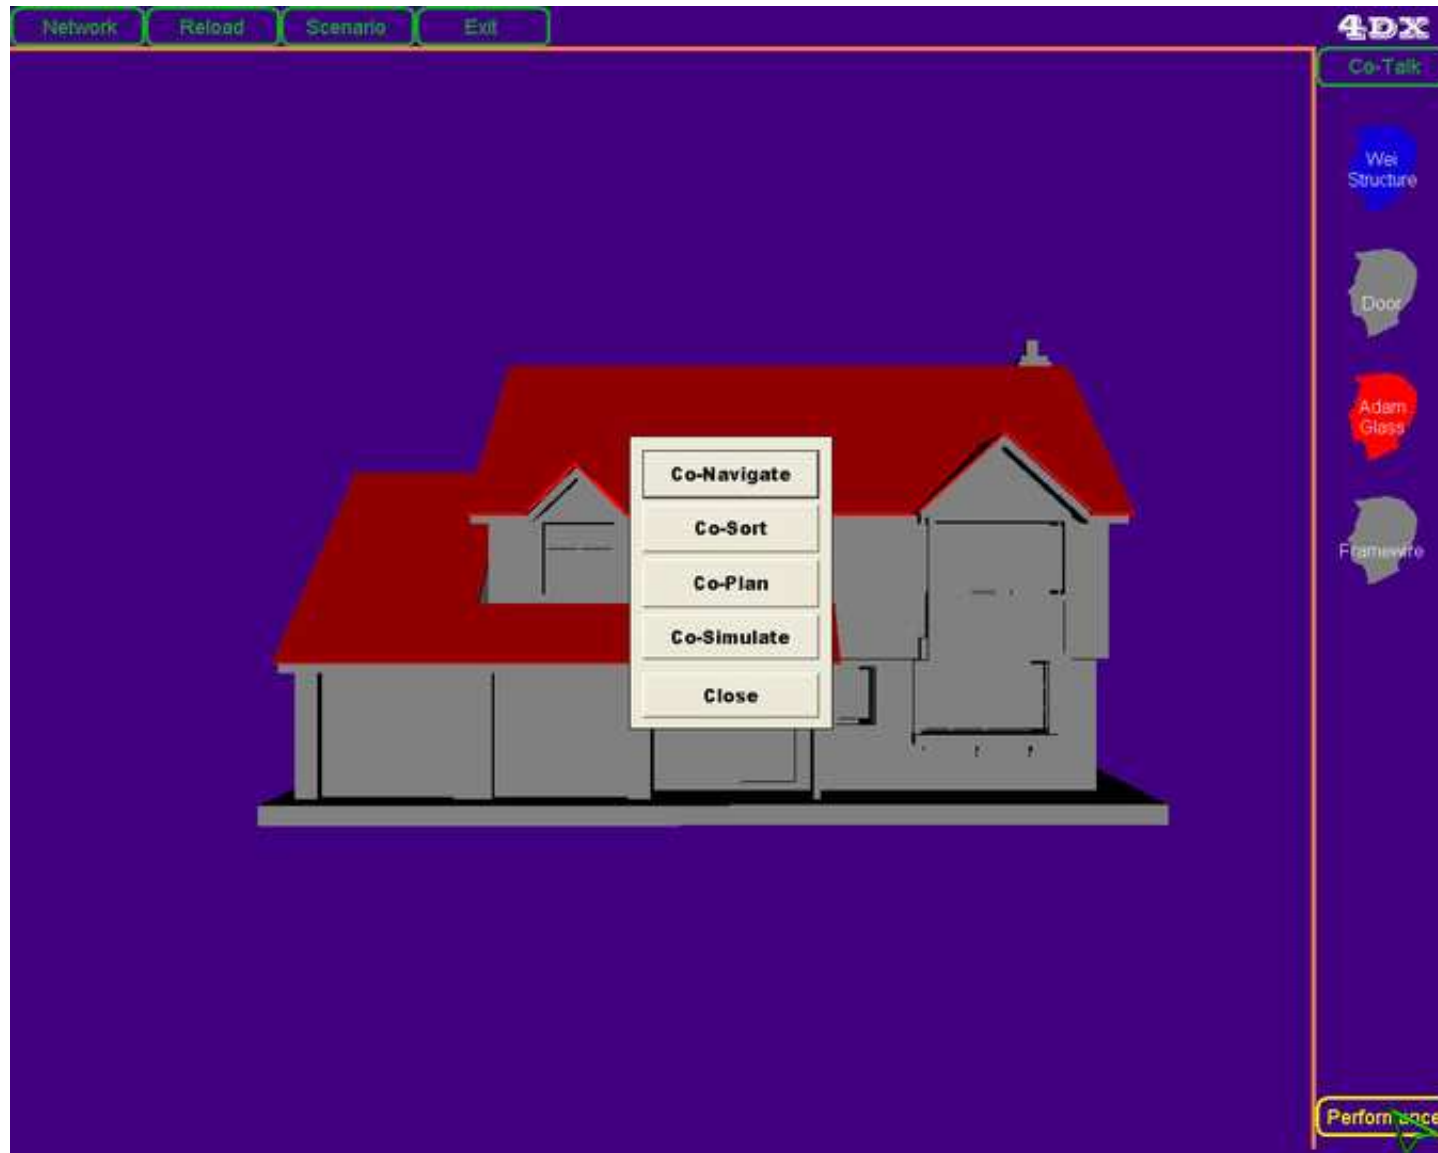 Network
Reload
Scenario
Exit
4DX
Co-Talk
Wei
Structure
Door
Adam
Glass
Framewire
Co-Navigate
Co-Sort
Co-Plan
Co-Simulate
Close
Performance